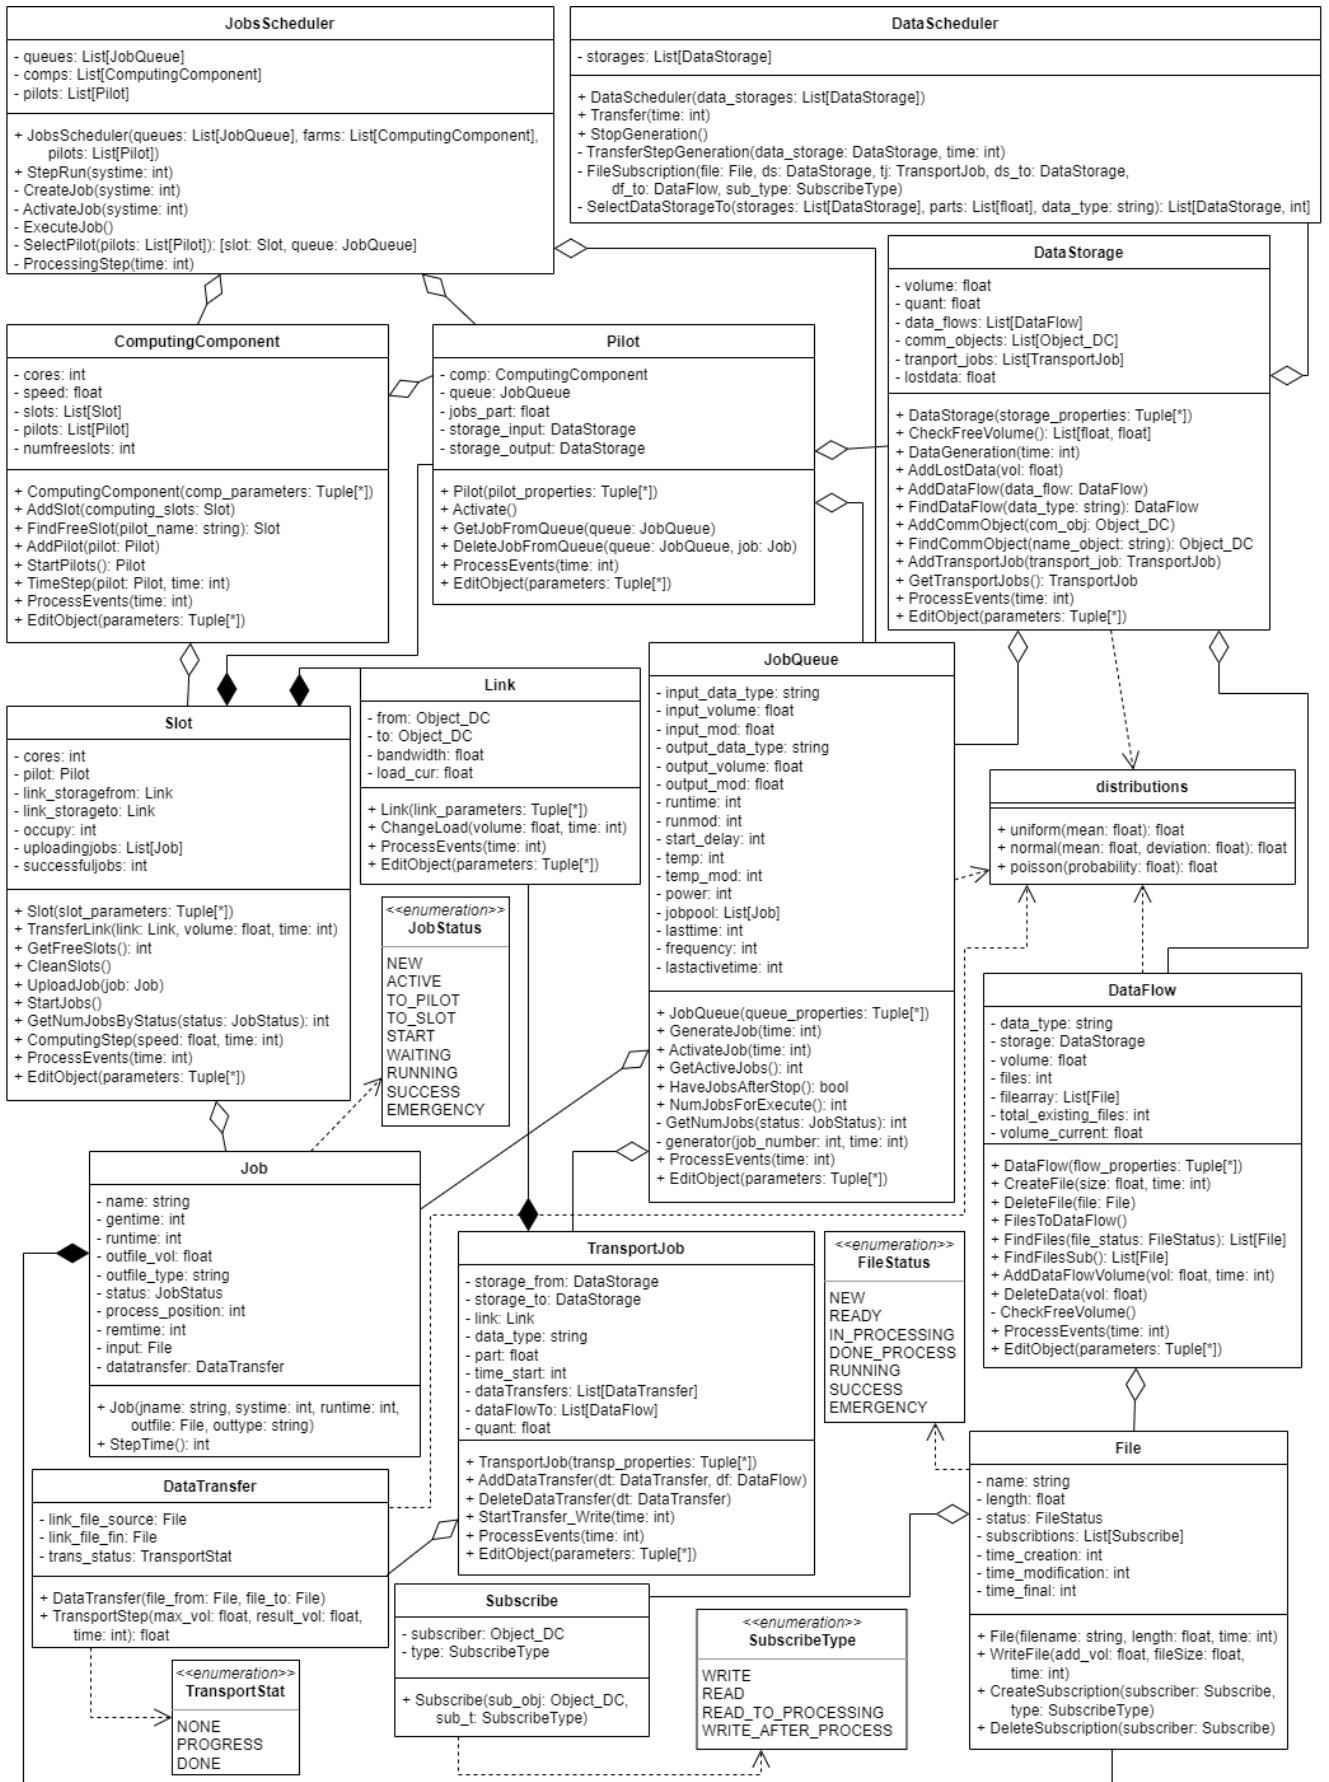 JobsScheduler
- queues: List[JobQueue]
- comps: List[ComputingComponent]
- pilots: List[Pilot]
+ JobsScheduler(queues: List[JobQueue], farms: List[ComputingComponent],
pilots: List[Pilot])
+ StepRun(systime: int)
- CreateJob(systime: int)
- ActivateJob(systime: int)
- ExecuteJob()
- SelectPilot(pilots: List[Pilot]): [slot: Slot, queue: JobQueue]
- ProcessingStep(time: int)
DataScheduler
- storages: List[DataStorage]
+ DataScheduler(data_storages: List[DataStorage])
+ Transfer(time: int)
+ StopGeneration()
- TransferStepGeneration(data_storage: DataStorage, time: int)
- FileSubscription(file: File, ds: DataStorage, tj: TransportJob, ds_to: DataStorage,
df_to: DataFlow, sub_type: SubscribeType)
- SelectDataStorageTo(storages: List[DataStorage], parts: List[float], data_type: string): List[DataStorage, int]
DataStorage
- volume: float
- quant: float
- data_flows: List[DataFlow]
- comm_objects: List[Object_DC]
- tranport_jobs: List[TransportJob]
- lostdata: float
+ DataStorage(storage_properties: Tuple[*])
+ CheckFreeVolume(): List[float, float]
+ DataGeneration(time: int)
+ AddLostData(vol: float)
+ AddDataFlow(data_flow: DataFlow)
+ FindDataFlow(data_type: string): DataFlow
+ AddCommObject(com_obj: Object_DC)
+ FindCommObject(name_object: string): Object_DC
+ AddTransportJob(transport_job: TransportJob)
+ GetTransportJobs(): TransportJob
+ ProcessEvents(time: int)
+ EditObject(parameters: Tuple[*])
ComputingComponent
- cores: int
- speed: float
- slots: List[Slot]
- pilots: List[Pilot]
- numfreeslots: int
+ ComputingComponent(comp_parameters: Tuple[*])
+ AddSlot(computing_slots: Slot)
+ FindFreeSlot(pilot_name: string): Slot
+ AddPilot(pilot: Pilot)
+ StartPilots(): Pilot
+ TimeStep(pilot: Pilot, time: int)
+ ProcessEvents(time: int)
+ EditObject(parameters: Tuple[*])
Pilot
- comp: ComputingComponent
- queue: JobQueue
- jobs_part: float
- storage_input: DataStorage
- storage_output: DataStorage
+ Pilot(pilot_properties: Tuple[*])
+ Activate()
+ GetJobFromQueue(queue: JobQueue)
+ DeleteJobFromQueue(queue: JobQueue, job: Job)
+ ProcessEvents(time: int)
+ EditObject(parameters: Tuple[*])
Slot
- cores: int
- pilot: Pilot
- link_storagefrom: Link
- link_storageto: Link
- occupy: int
- uploadingjobs: List[Job]
- successfuljobs: int
+ Slot(slot_parameters: Tuple[*])
+ TransferLink(link: Link, volume: float, time: int)
+ GetFreeSlots(): int
+ CleanSlots()
+ UploadJob(job: Job)
+ StartJobs()
+ GetNumJobsByStatus(status: JobStatus): int
+ ComputingStep(speed: float, time: int)
+ ProcessEvents(time: int)
+ EditObject(parameters: Tuple[*])
Link
- from: Object_DC
- to: Object_DC
- bandwidth: float
- load_cur: float
+ Link(link_parameters: Tuple[*])
+ ChangeLoad(volume: float, time: int)
+ ProcessEvents(time: int)
+ EditObject(parameters: Tuple[*])
<<enumeration>>
JobStatus
NEW
ACTIVE
TO_PILOT
TO_SLOT
START
WAITING
RUNNING
SUCCESS
EMERGENCY
JobQueue
- input_data_type: string
- input_volume: float
- input_mod: float
- output_data_type: string
- output_volume: float
- output_mod: float
- runtime: int
- runmod: int
- start_delay: int
- temp: int
- temp_mod: int
- power: int
- jobpool: List[Job]
- lasttime: int
- frequency: int
- lastactivetime: int
+ JobQueue(queue_properties: Tuple[*])
+ GenerateJob(time: int)
+ ActivateJob(time: int)
+ GetActiveJobs(): int
+ HaveJobsAfterStop(): bool
+ NumJobsForExecute(): int
- GetNumJobs(status: JobStatus): int
- generator(job_number: int, time: int)
+ ProcessEvents(time: int)
+ EditObject(parameters: Tuple[*])
distributions
+ uniform(mean: float): float
+ normal(mean: float, deviation: float): float
+ poisson(probability: float): float
DataFlow
- data_type: string
- storage: DataStorage
- volume: float
- files: int
- filearray: List[File]
- total_existing_files: int
- volume_current: float
+ DataFlow(flow_properties: Tuple[*])
+ CreateFile(size: float, time: int)
+ DeleteFile(file: File)
+ FilesToDataFlow()
+ FindFiles(file_status: FileStatus): List[File]
+ FindFilesSub(): List[File]
+ AddDataFlowVolume(vol: float, time: int)
+ DeleteData(vol: float)
- CheckFreeVolume()
+ ProcessEvents(time: int)
+ EditObject(parameters: Tuple[*])
Job
- name: string
- gentime: int
- runtime: int
- outfile_vol: float
- outfile_type: string
- status: JobStatus
- process_position: int
- remtime: int
- input: File
- datatransfer: DataTransfer
+ Job(jname: string, systime: int, runtime: int,
outfile: File, outtype: string)
+ StepTime(): int
TransportJob
- storage_from: DataStorage
- storage_to: DataStorage
- link: Link
- data_type: string
- part: float
- time_start: int
- dataTransfers: List[DataTransfer]
- dataFlowTo: List[DataFlow]
- quant: float
+ TransportJob(transp_properties: Tuple[*])
+ AddDataTransfer(dt: DataTransfer, df: DataFlow)
+ DeleteDataTransfer(dt: DataTransfer)
+ StartTransfer_Write(time: int)
+ ProcessEvents(time: int)
+ EditObject(parameters: Tuple[*])
<<enumeration>>
FileStatus
NEW
READY
IN_PROCESSING
DONE_PROCESS
RUNNING
SUCCESS
EMERGENCY
File
- name: string
- length: float
- status: FileStatus
- subscribtions: List[Subscribe]
- time_creation: int
- time_modification: int
- time_final: int
+ File(filename: string, length: float, time: int)
+ WriteFile(add_vol: float, fileSize: float,
time: int)
+ CreateSubscription(subscriber: Subscribe,
type: SubscribeType)
+ DeleteSubscription(subscriber: Subscribe)
DataTransfer
- link_file_source: File
- link_file_fin: File
- trans_status: TransportStat
+ DataTransfer(file_from: File, file_to: File)
+ TransportStep(max_vol: float, result_vol: float,
time: int): float
Subscribe
- subscriber: Object_DC
- type: SubscribeType
+ Subscribe(sub_obj: Object_DC,
sub_t: SubscribeType)
<<enumeration>>
SubscribeType
WRITE
READ
READ_TO_PROCESSING
WRITE_AFTER_PROCESS
<<enumeration>>
TransportStat
NONE
PROGRESS
DONE